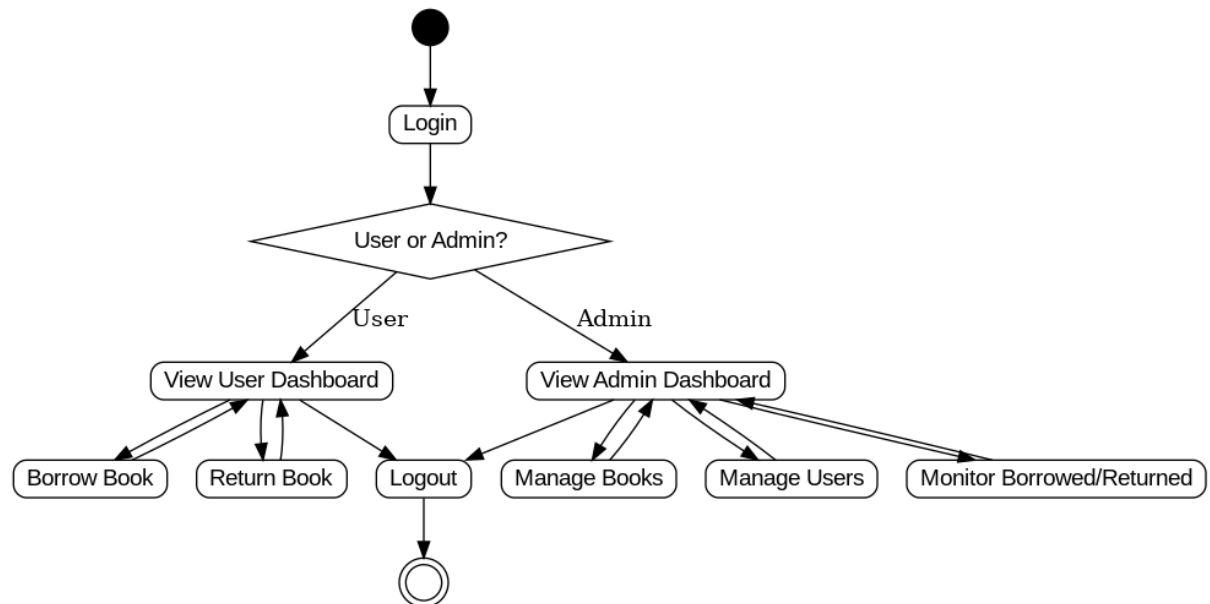 Login
User or Admin?
User
Admin
View User Dashboard
View Admin Dashboard
Borrow Book
Return Book
Logout
Manage Books
Manage Users
Monitor Borrowed/Returned